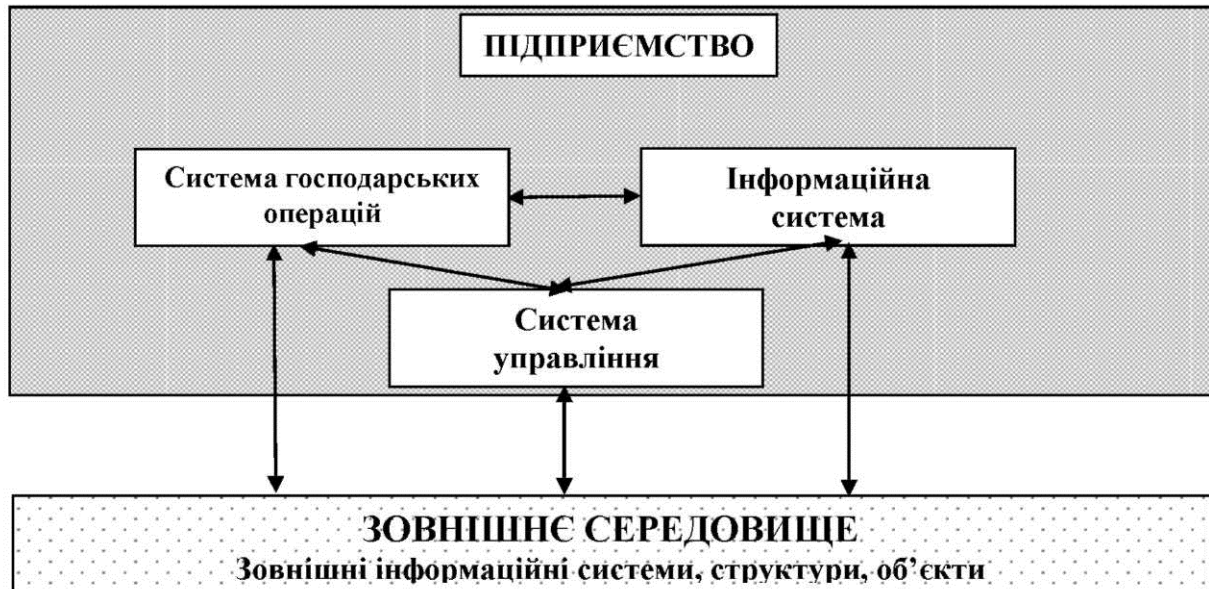 ПІДПРИЄМСТВО
Система господарських
операцій
Інформаційна
система
Система
управління
ЗОВНІШНЄ СЕРЕДОВИЩЕ
Зовнішні інформаційні системи, структури, об’єкти